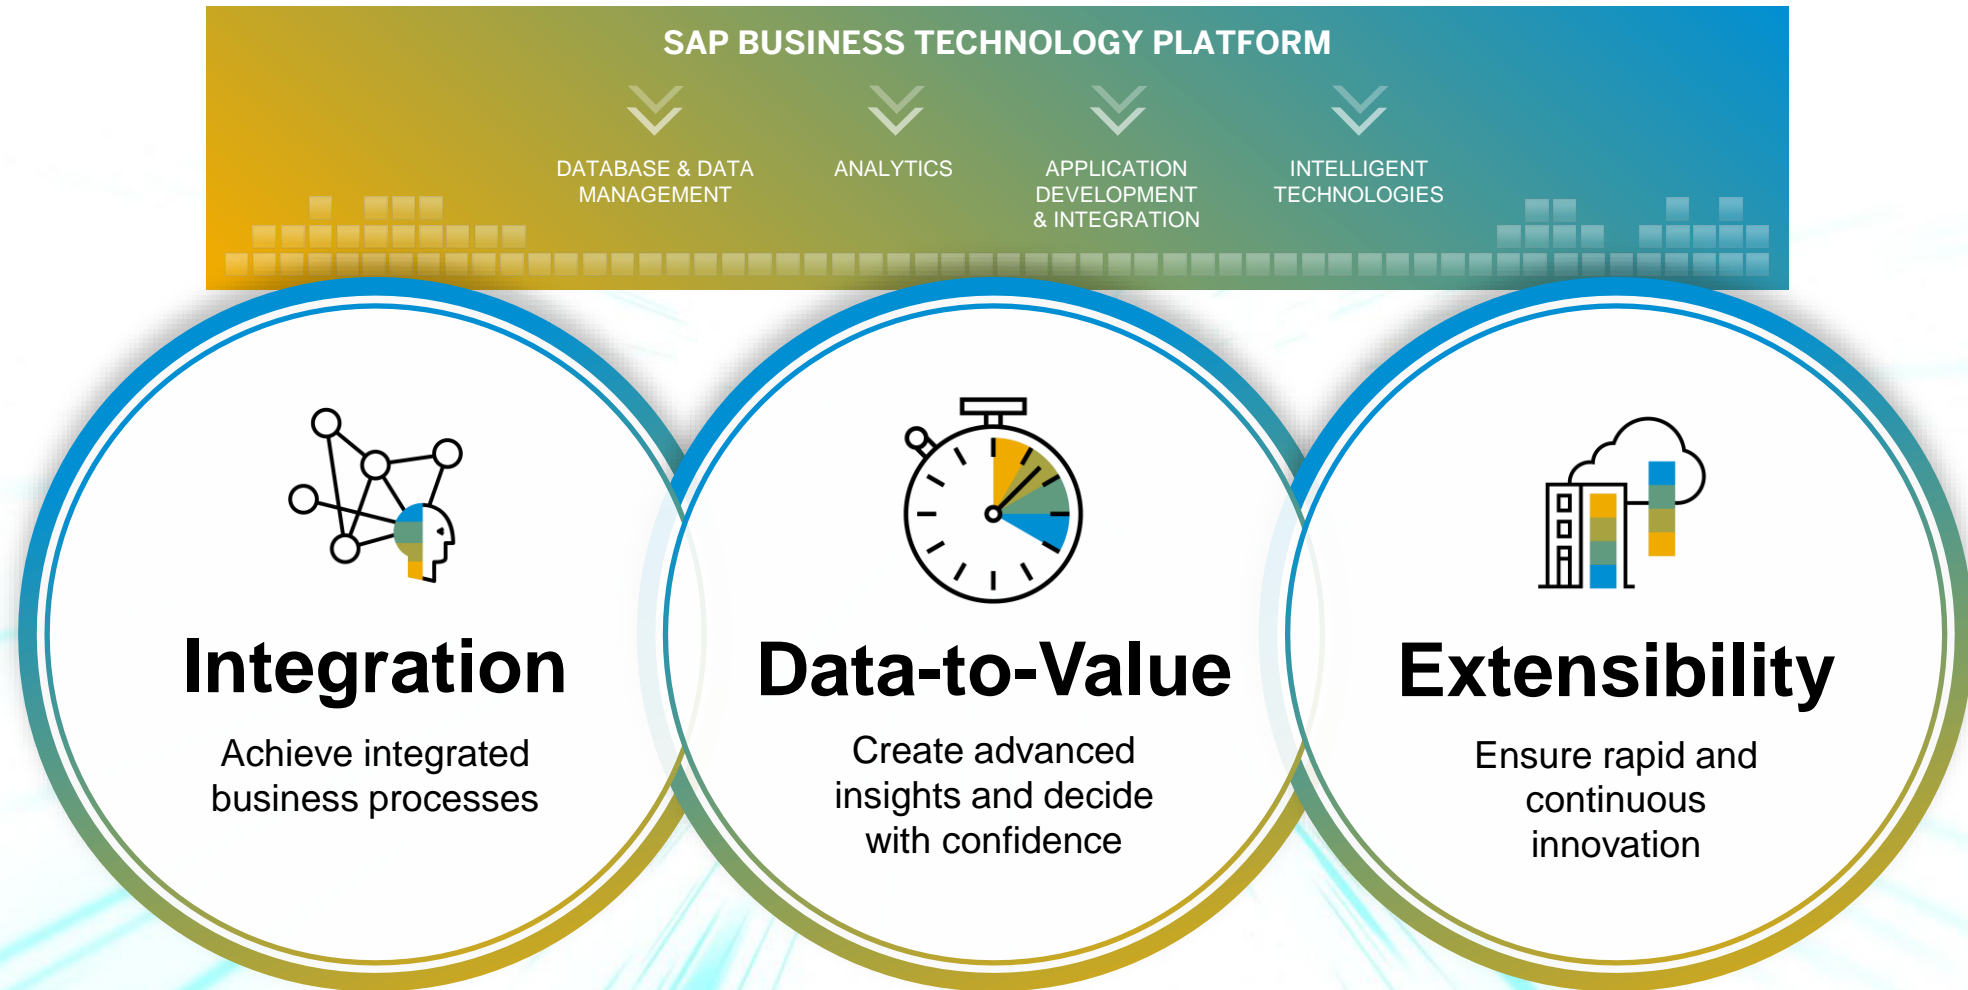 SAP BUSINESS TECHNOLOGY PLATFORM
DATABASE & DATA
MANAGEMENT
ANALYTICS
APPLICATION
DEVELOPMENT
& INTEGRATION
INTELLIGENT
TECHNOLOGIES
Integration
Achieve integrated
business processes
Data-to-Value
Create advanced
insights and decide
with confidence
Extensibility
Ensure rapid and
continuous
innovation